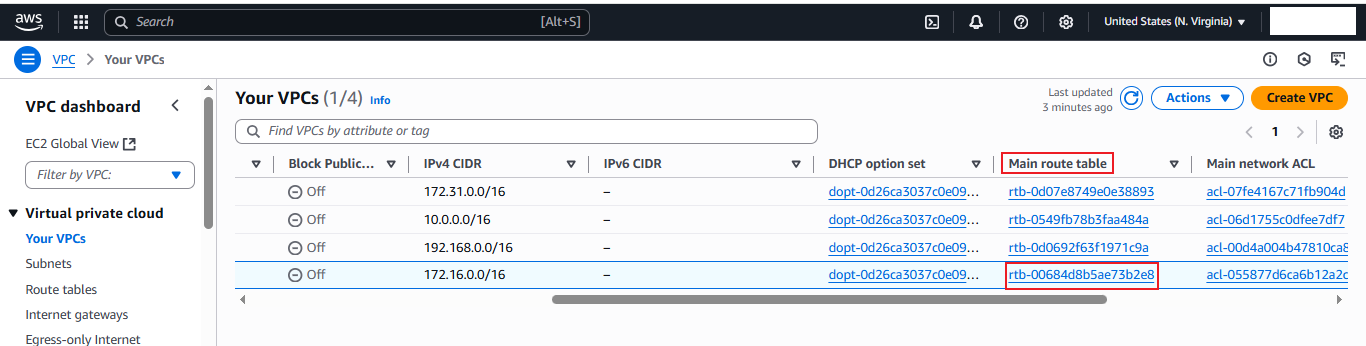 aws Search [Alt+S] United States (N. Virginia)
VPC > Your VPCs
VPC dashboard
EC2 Global View
Filter by VPC:
Virtual private cloud
Your VPCs
Subnets
Route tables
Internet gateways
Egress-only Internet
Your VPCs (1/4) Info
Last updated
3 minutes ago
Actions
Create VPC
Find VPCs by attribute or tag
1
Block Public... IPv4 CIDR IPv6 CIDR DHCP option set Main route table Main network ACL
Off 172.31.0.0/16 – dopt-0d26ca3037c0e09... rtb-0d07e8749e0e38893 acl-07fe4167c71fb904d
Off 10.0.0.0/16 – dopt-0d26ca3037c0e09... rtb-0549fb78b3faa484a acl-06d1755c0dfee7df7
Off 192.168.0.0/16 – dopt-0d26ca3037c0e09... rtb-0d0692f63f1971c9a acl-00d4a004b47810ca8
Off 172.16.0.0/16 – dopt-0d26ca3037c0e09... rtb-00684d8b5ae73b2e8 acl-055877d6ca6b12a2c